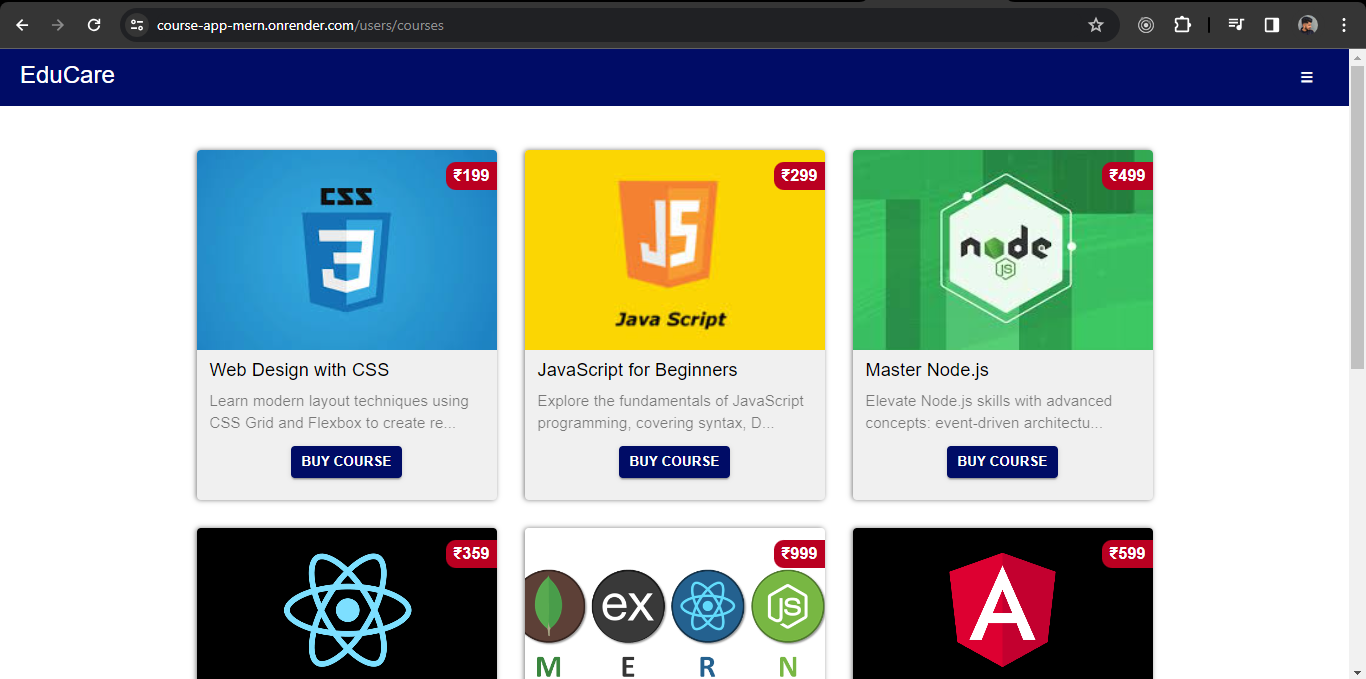 course-app-mern.onrender.com/users/courses
EduCare
CSS
₹199
JS
Java Script
₹299
node
JS
₹499
Web Design with CSS
Learn modern layout techniques using
CSS Grid and Flexbox to create re...
BUY COURSE
JavaScript for Beginners
Explore the fundamentals of JavaScript
programming, covering syntax, D...
BUY COURSE
Master Node.js
Elevate Node.js skills with advanced
concepts: event-driven architectu...
BUY COURSE
₹359
₹999
ex
JS
M E R N
₹599
A